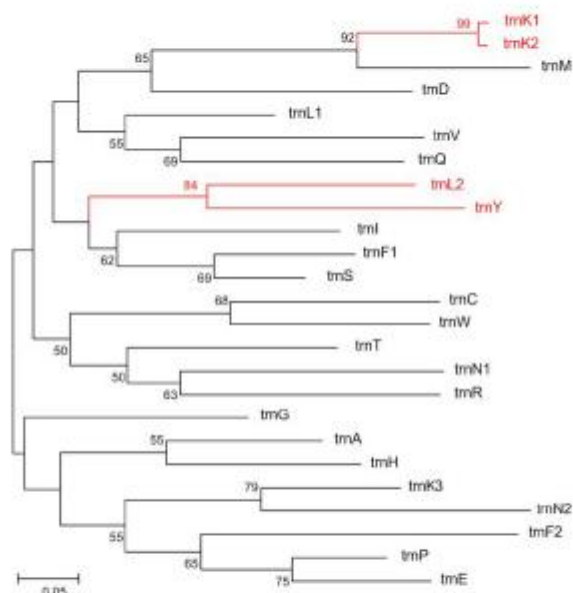 99
trnK1
92
trnK2
65
trnM
trnD
trnL1
55
trnV
69
trnQ
84
trnL2
trnY
trnI
62
trnF1
69
trnS
68
trnC
trnW
50
trnT
50
trnN1
63
trnR
trnG
55
trnA
trnH
79
trnK3
trnN2
55
trnF2
65
trnP
75
trnE
0.05